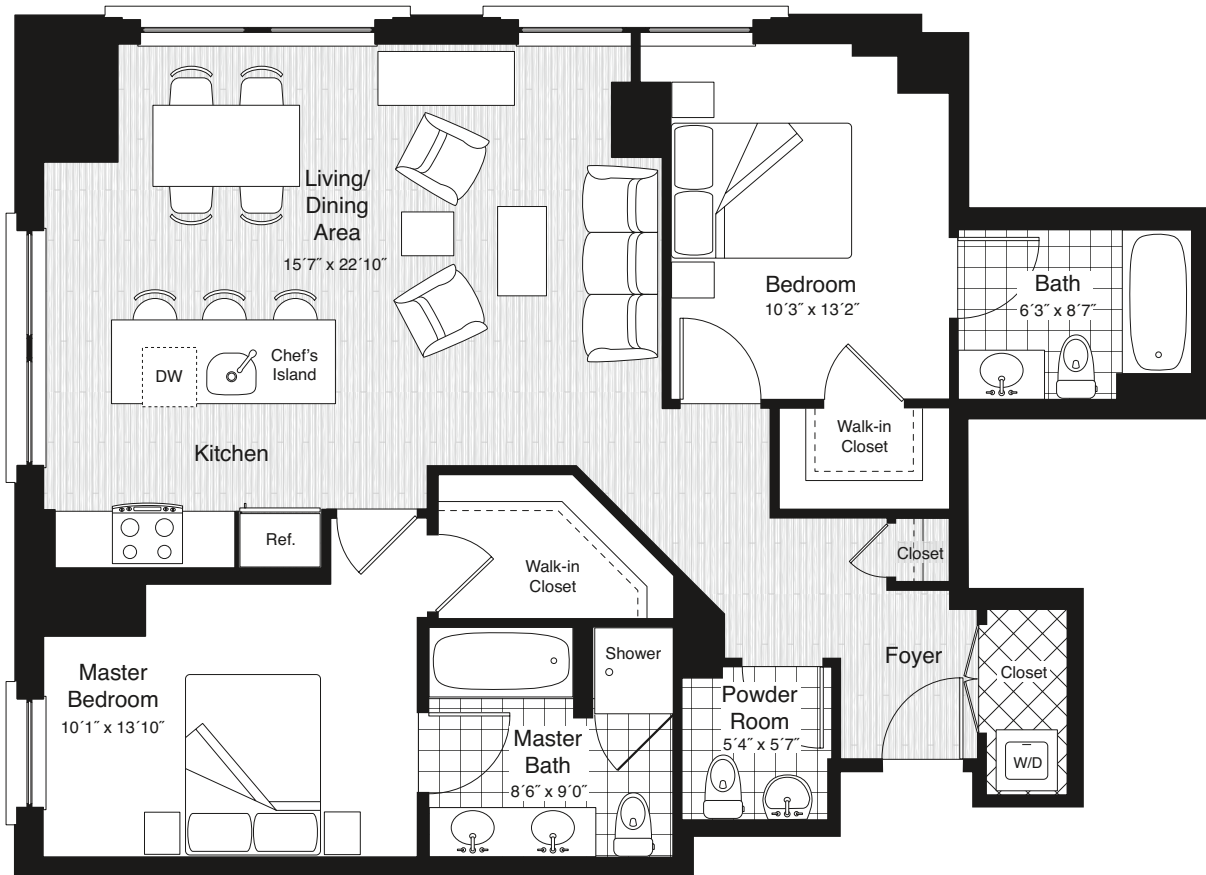 Living/
Dining
Area
15´7˝ x 22´10˝
Bedroom
10´3˝ x 13´2˝
Bath
6´3˝ x 8´7˝
DW
Chef's
Island
Kitchen
Walk-in
Closet
Ref.
Walk-in
Closet
Closet
Master
Bedroom
10´1˝ x 13´10˝
Shower
Foyer
Closet
Powder
Room
5´4˝ x 5´7˝
Master
Bath
8´6˝ x 9´0˝
W/D